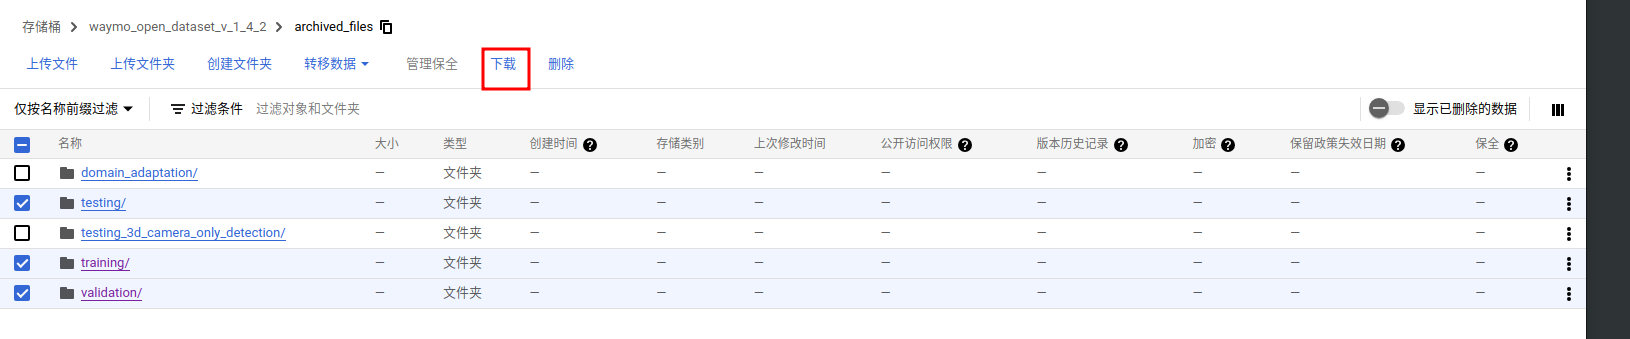 存储桶 > waymo_open_dataset_v_1_4_2 > archived_files
上传文件 上传文件夹 创建文件夹 转移数据 管理保全 下载 删除
仅按名称前缀过滤 过滤条件 过滤对象和文件夹 显示已删除的数据
名称 大小 类型 创建时间 存储类别 上次修改时间 公开访问权限 版本历史记录 加密 保留政策失效日期 保全
domain_adaptation/ — 文件夹 — — — — — — — —
testing/ — 文件夹 — — — — — — — —
testing_3d_camera_only_detection/ — 文件夹 — — — — — — — —
training/ — 文件夹 — — — — — — — —
validation/ — 文件夹 — — — — — — — —